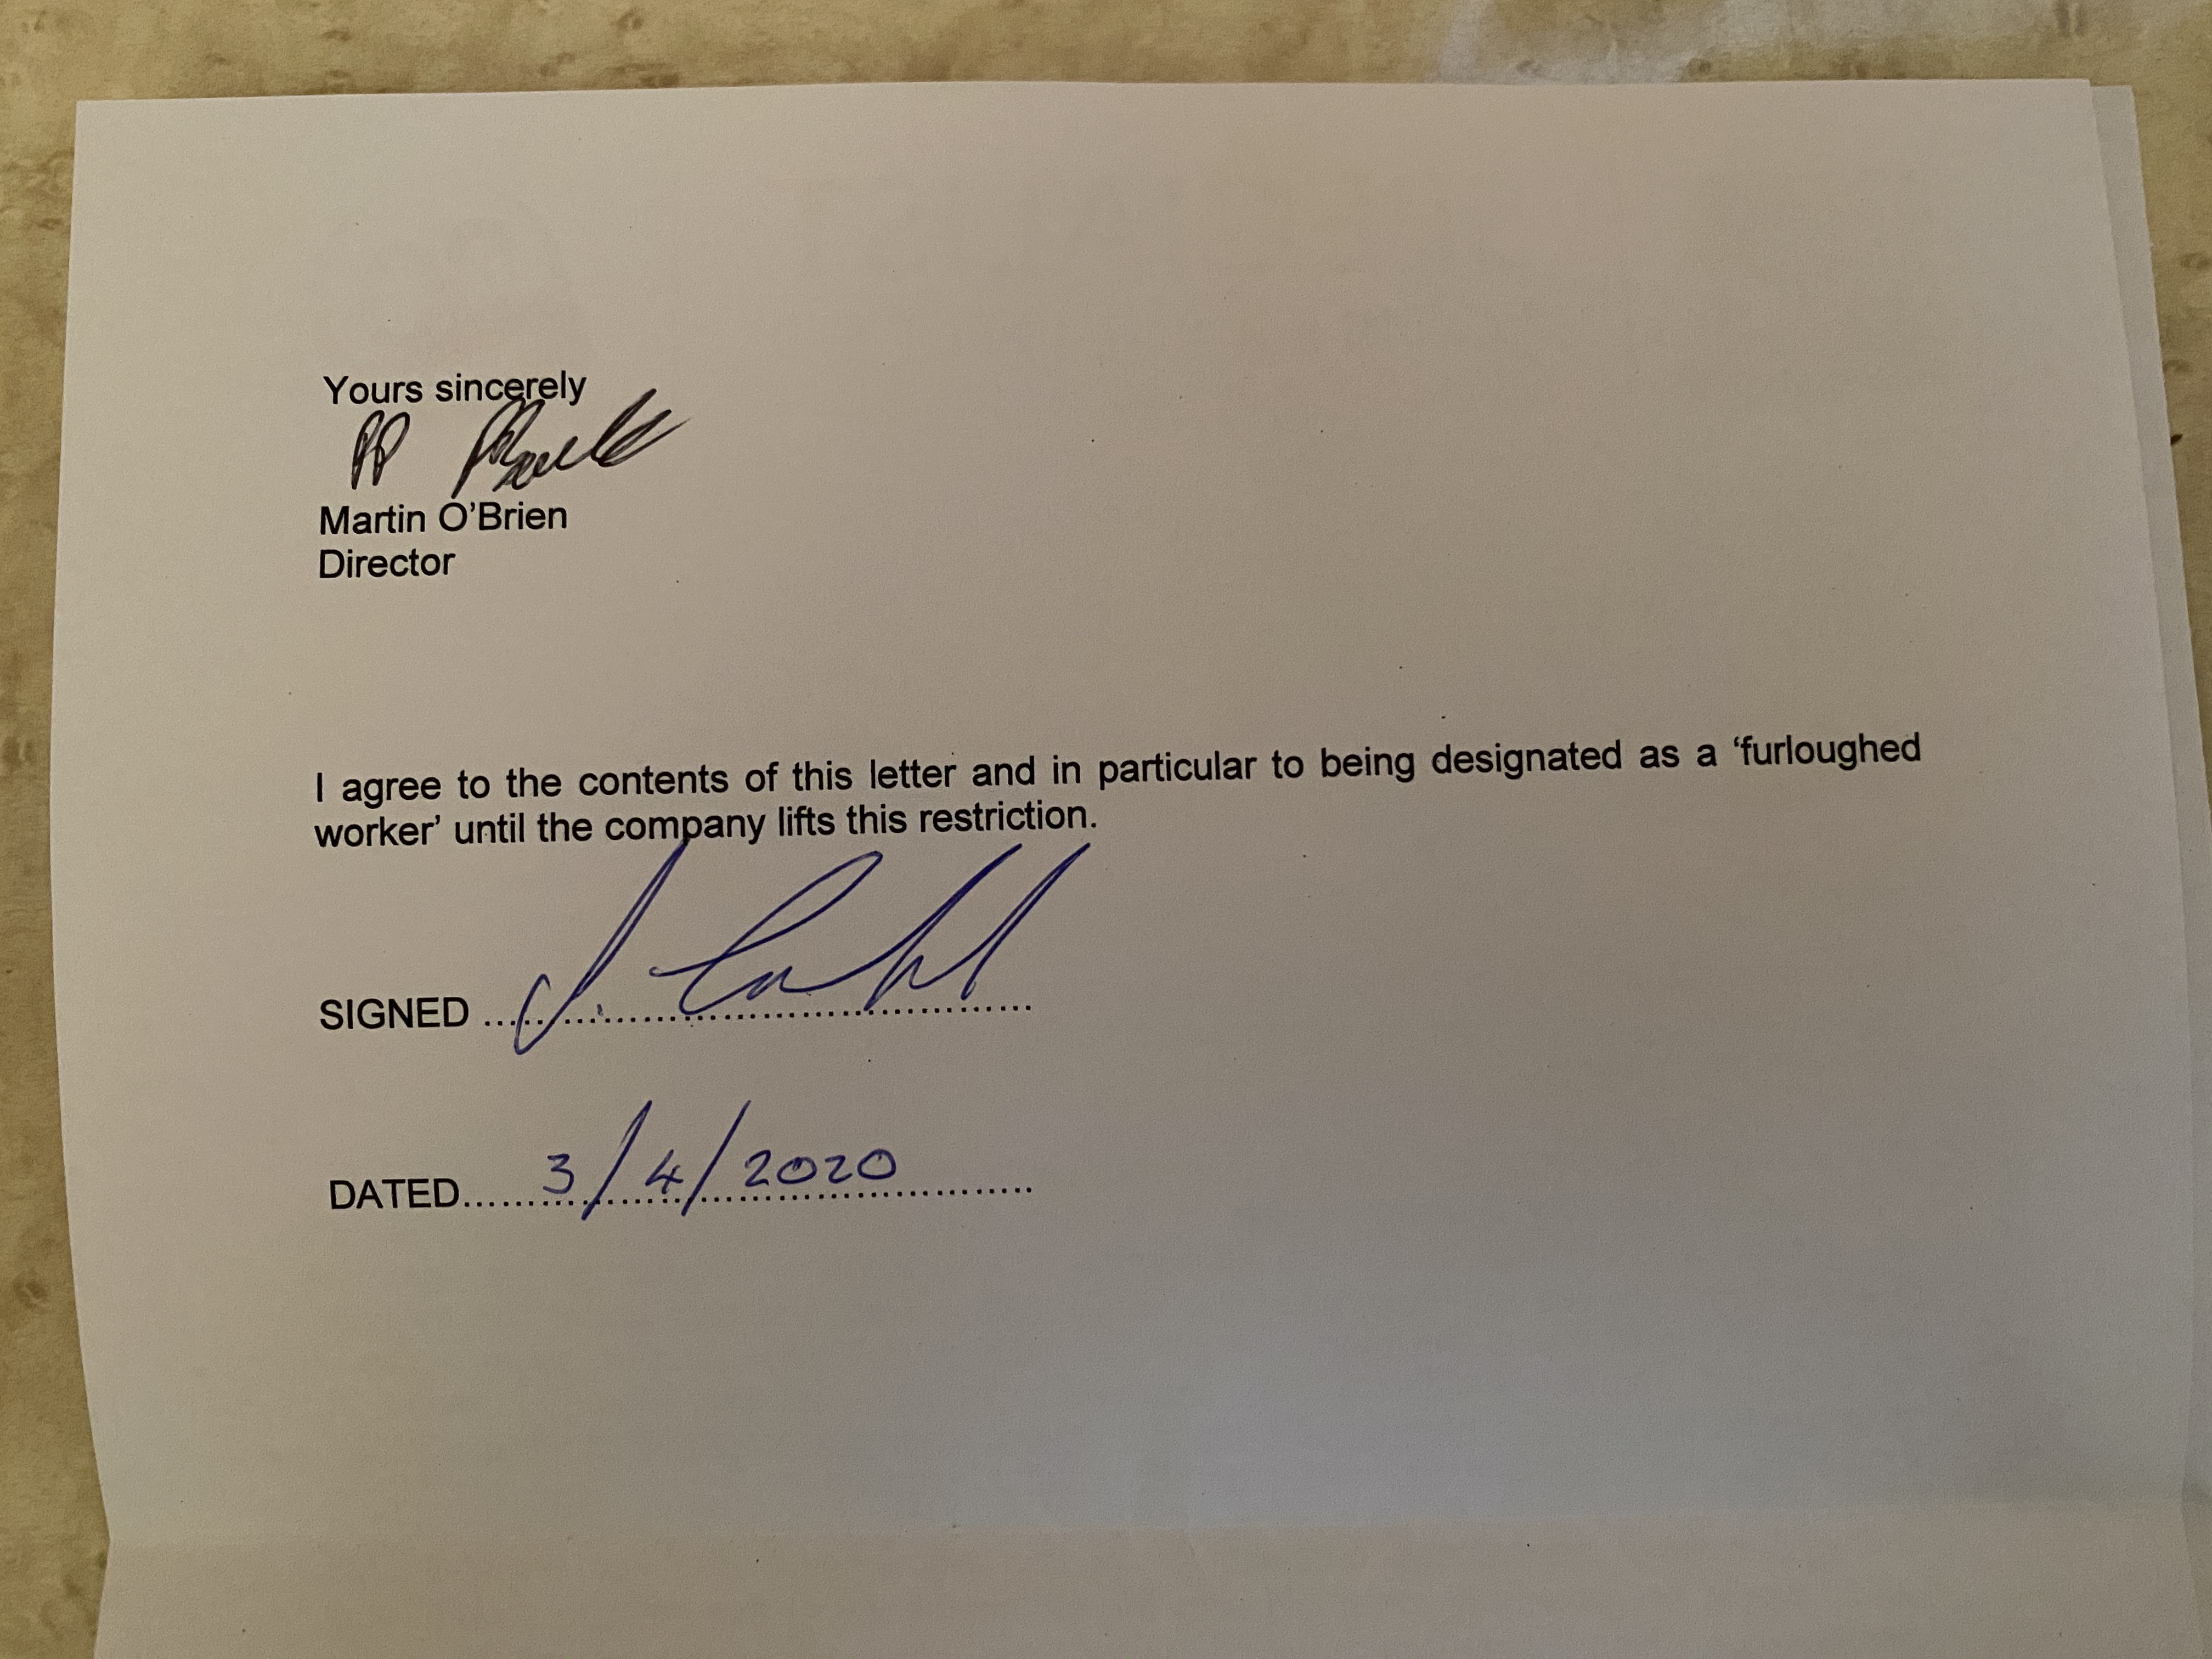 Yours sincerely
PP
Martin O'Brien
Director
I agree to the contents of this letter and in particular to being designated as a ‘furloughed
worker’ until the company lifts this restriction.
SIGNED ..........................................
DATED...... 3/4/2020 ..........................